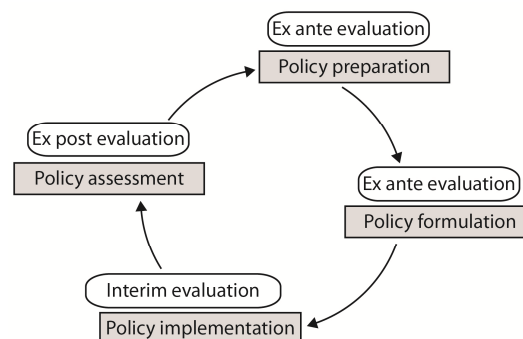 Ex ante evaluation
Policy preparation
Ex ante evaluation
Policy formulation
Interim evaluation
Policy implementation
Ex post evaluation
Policy assessment